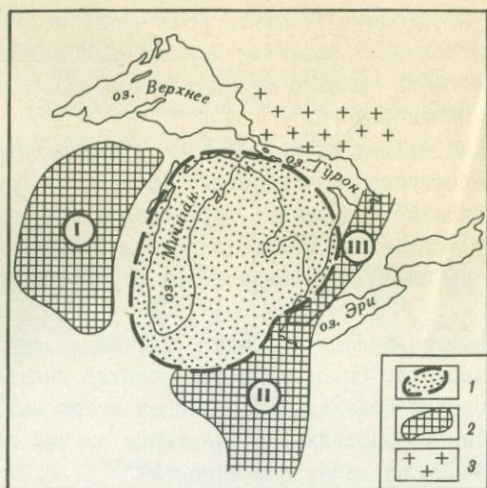 оз. Верхнее
оз. Гурон
I
оз. Мичиган
III
оз. Эри
II
1
2
3